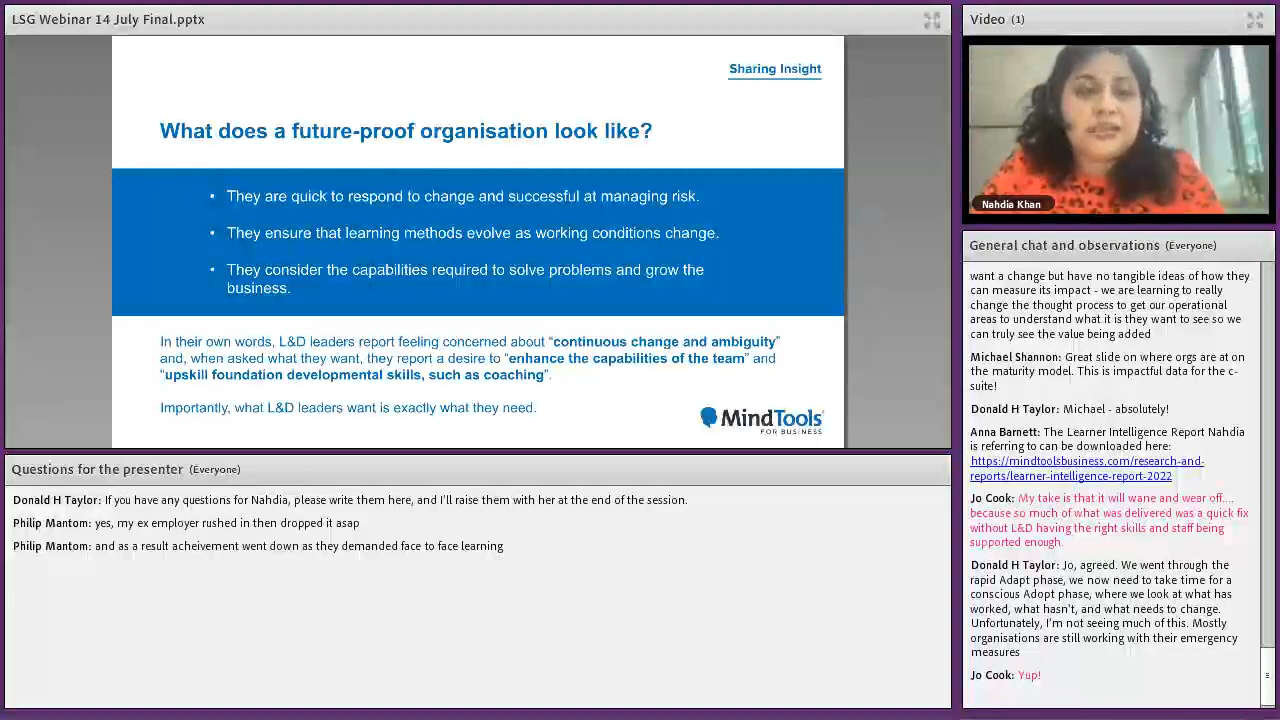 LSG Webinar 14 July Final.pptx
Sharing Insight
What does a future-proof organisation look like?
• They are quick to respond to change and successful at managing risk.
• They ensure that learning methods evolve as working conditions change.
• They consider the capabilities required to solve problems and grow the
business.
In their own words, L&D leaders report feeling concerned about “continuous change and ambiguity”
and, when asked what they want, they report a desire to “enhance the capabilities of the team” and
“upskill foundation developmental skills, such as coaching”.
Importantly, what L&D leaders want is exactly what they need.
MindTools
FOR BUSINESS
Questions for the presenter (Everyone)
Donald H Taylor: If you have any questions for Nahdia, please write them here, and I'll raise them with her at the end of the session.
Philip Mantom: yes, my ex employer rushed in then dropped it asap
Philip Mantom: and as a result acheivement went down as they demanded face to face learning
Video (1)
Nahdia Khan
General chat and observations (Everyone)
want a change but have no tangible ideas of how they
can measure its impact - we are learning to really
change the thought process to get our operational
areas to understand what it is they want to see so we
can truly see the value being added
Michael Shannon: Great slide on where orgs are at on
the maturity model. This is impactful data for the c-
suite!
Donald H Taylor: Michael - absolutely!
Anna Barnett: The Learner Intelligence Report Nahdia
is referring to can be downloaded here:
https://mindtoolsbusiness.com/research-and-
reports/learner-intelligence-report-2022
Jo Cook: My take is that it will wane and wear off....
because so much of what was delivered was a quick fix
without L&D having the right skills and staff being
supported enough.
Donald H Taylor: Jo, agreed. We went through the
rapid Adapt phase, we now need to take time for a
conscious Adopt phase, where we look at what has
worked, what hasn't, and what needs to change.
Unfortunately, I'm not seeing much of this. Mostly
organisations are still working with their emergency
measures
Jo Cook: Yup!